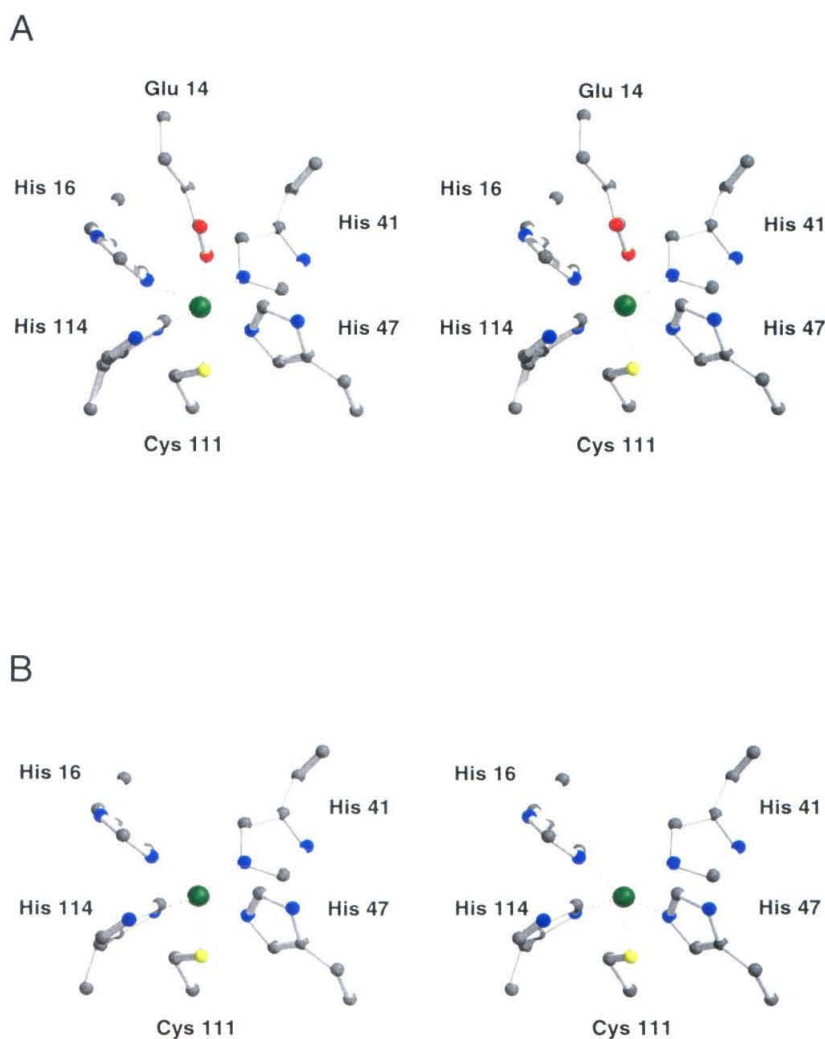 A
Glu 14 Glu 14
His 16 His 41 His 16 His 41
His 114 His 47 His 114 His 47
Cys 111 Cys 111
B
His 16 His 41 His 16 His 41
His 114 His 47 His 114 His 47
Cys 111 Cys 111